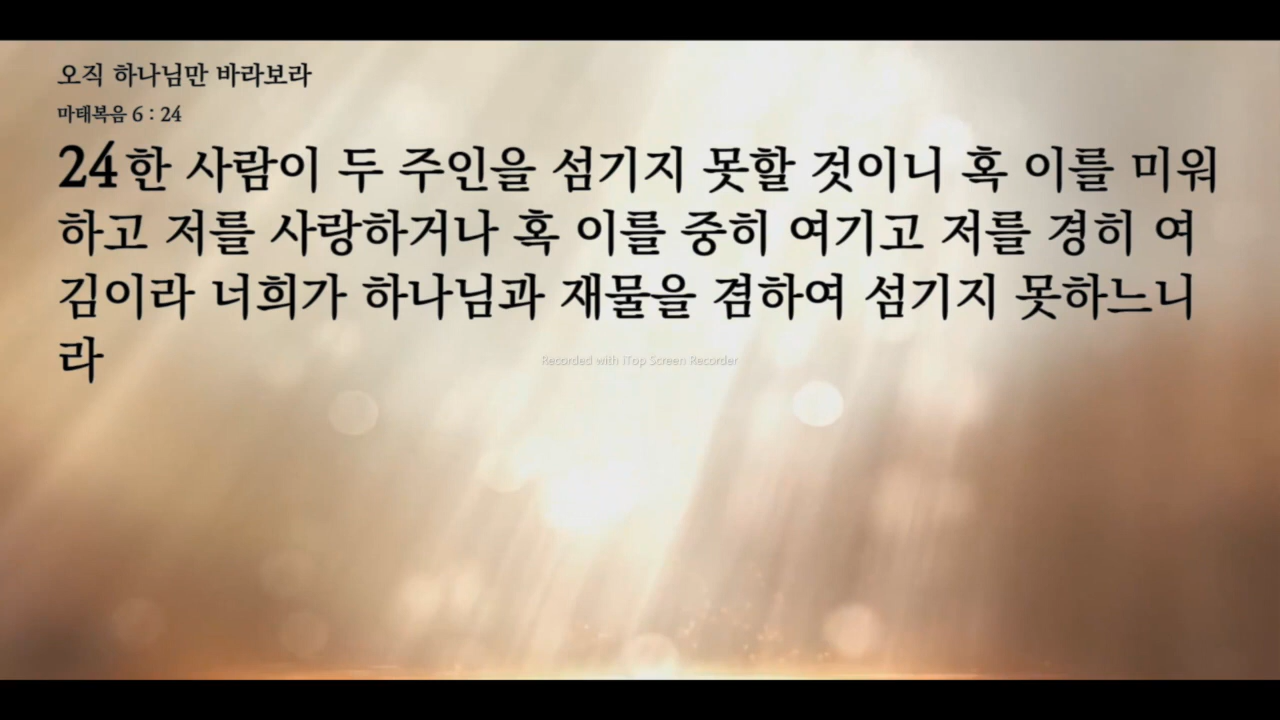 오직 하나님만 바라보라
마태복음 6 : 24
24 한 사람이 두 주인을 섬기지 못할 것이니 혹 이를 미워
하고 저를 사랑하거나 혹 이를 중히 여기고 저를 경히 여
김이라 너희가 하나님과 재물을 겸하여 섬기지 못하느니
라
Recorded with iTop Screen Recorder